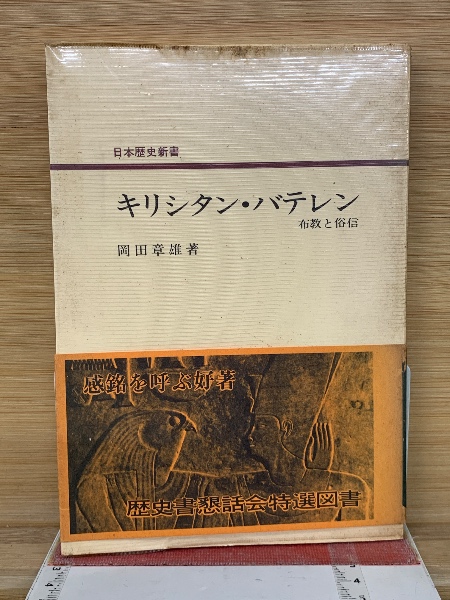 日本歴史新書
キリシタン・バテレン
布教と俗信
岡田章雄著
感銘を呼ぶ好著
歴史書懇話会特選図書